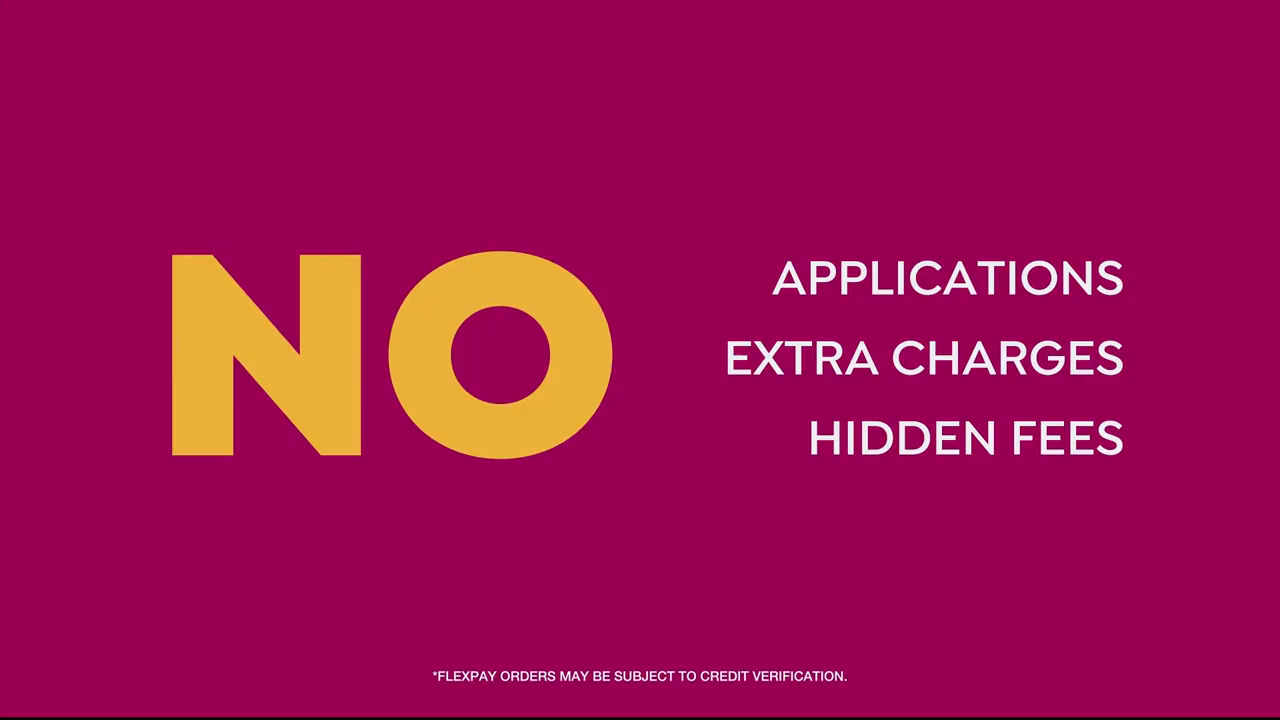 NO
APPLICATIONS
EXTRA CHARGES
HIDDEN FEES
*FLEXPAY ORDERS MAY BE SUBJECT TO CREDIT VERIFICATION.